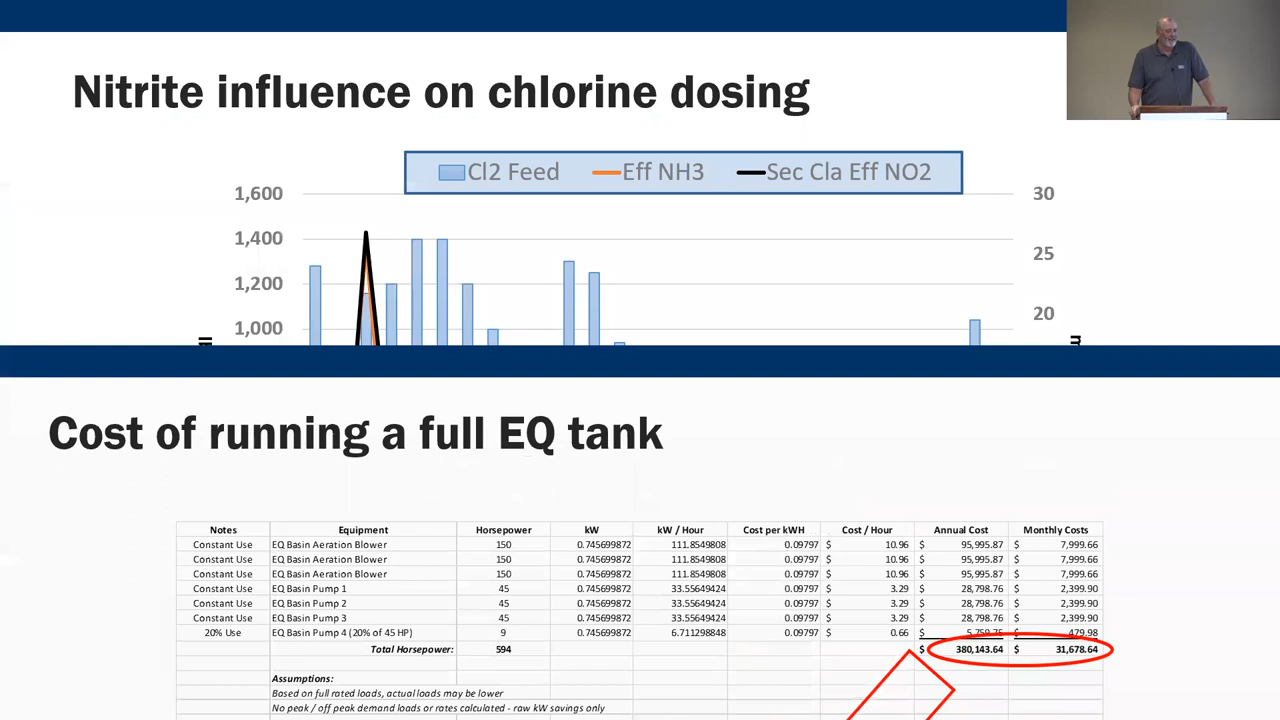 Nitrite influence on chlorine dosing
Cl2 Feed Eff NH3 Sec Cla Eff NO2
1,600 30
1,400 25
1,200
1,000 20
Cost of running a full EQ tank
Notes Equipment Horsepower kW kW / Hour Cost per kWH Cost / Hour Annual Cost Monthly Costs
Constant Use EQ Basin Aeration Blower 150 0.745699872 111.8549808 0.09797 $ 10.96 $ 95,995.87 $ 7,999.66
Constant Use EQ Basin Aeration Blower 150 0.745699872 111.8549808 0.09797 $ 10.96 $ 95,995.87 $ 7,999.66
Constant Use EQ Basin Aeration Blower 150 0.745699872 111.8549808 0.09797 $ 10.96 $ 95,995.87 $ 7,999.66
Constant Use EQ Basin Pump 1 45 0.745699872 33.55649424 0.09797 $ 3.29 $ 28,798.76 $ 2,399.90
Constant Use EQ Basin Pump 2 45 0.745699872 33.55649424 0.09797 $ 3.29 $ 28,798.76 $ 2,399.90
Constant Use EQ Basin Pump 3 45 0.745699872 33.55649424 0.09797 $ 3.29 $ 28,798.76 $ 2,399.90
20% Use EQ Basin Pump 4 (20% of 45 HP) 9 0.745699872 6.711298848 0.09797 $ 0.66 $ 5,759.75 $ 479.98
Total Horsepower: 594 $ 380,143.64 $ 31,678.64
Assumptions:
Based on full rated loads, actual loads may be lower
No peak / off peak demand loads or rates calculated - raw kW savings only